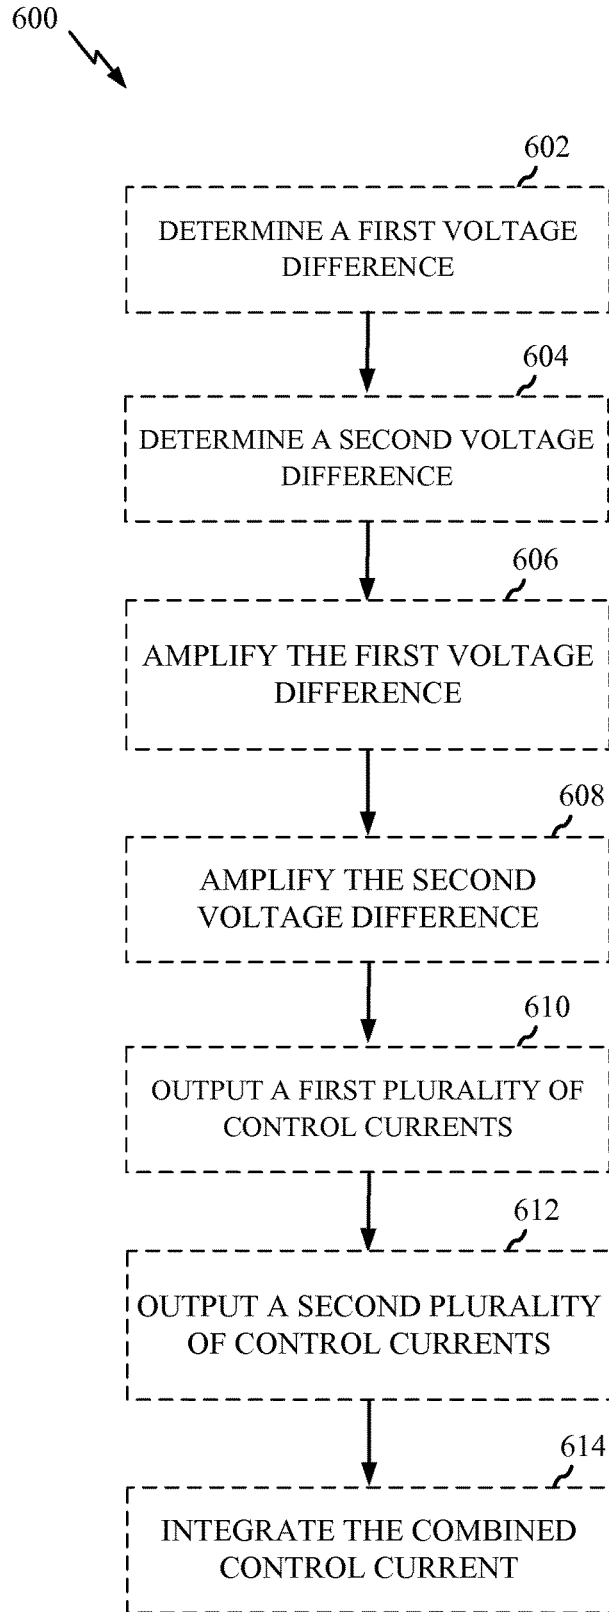 600
602
DETERMINE A FIRST VOLTAGE
DIFFERENCE
604
DETERMINE A SECOND VOLTAGE
DIFFERENCE
606
AMPLIFY THE FIRST VOLTAGE
DIFFERENCE
608
AMPLIFY THE SECOND
VOLTAGE DIFFERENCE
610
OUTPUT A FIRST PLURALITY OF
CONTROL CURRENTS
612
OUTPUT A SECOND PLURALITY
OF CONTROL CURRENTS
614
INTEGRATE THE COMBINED
CONTROL CURRENT